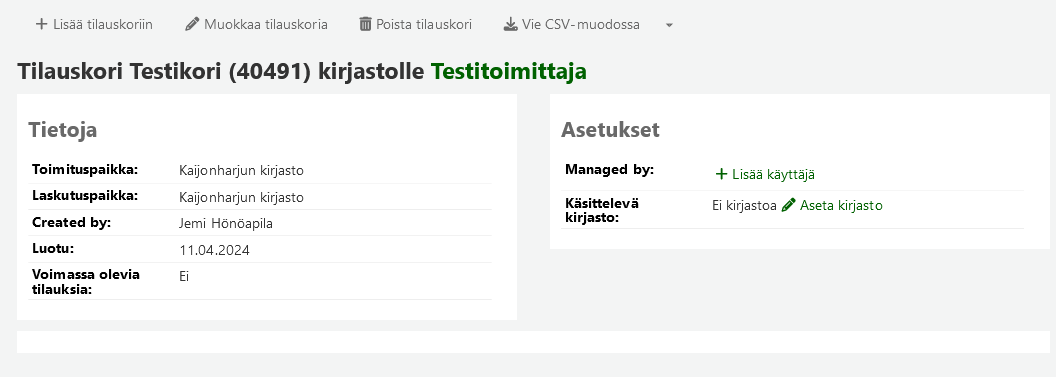 Lisää tilauskoriin Muokkaa tilauskoria Poista tilauskori Vie CSV-muodossa
Tilauskori Testikori (40491) kirjastolle Testitoimittaja
Tietoja
Toimituspaikka: Kaijonharjun kirjasto
Laskutuspaikka: Kaijonharjun kirjasto
Created by: Jemi Hönöapila
Luotu: 11.04.2024
Voimassa olevia Ei
tilauksia:
Asetukset
Managed by: Lisää käyttäjä
Käsittelevä Ei kirjastoa Aseta kirjasto
kirjasto: